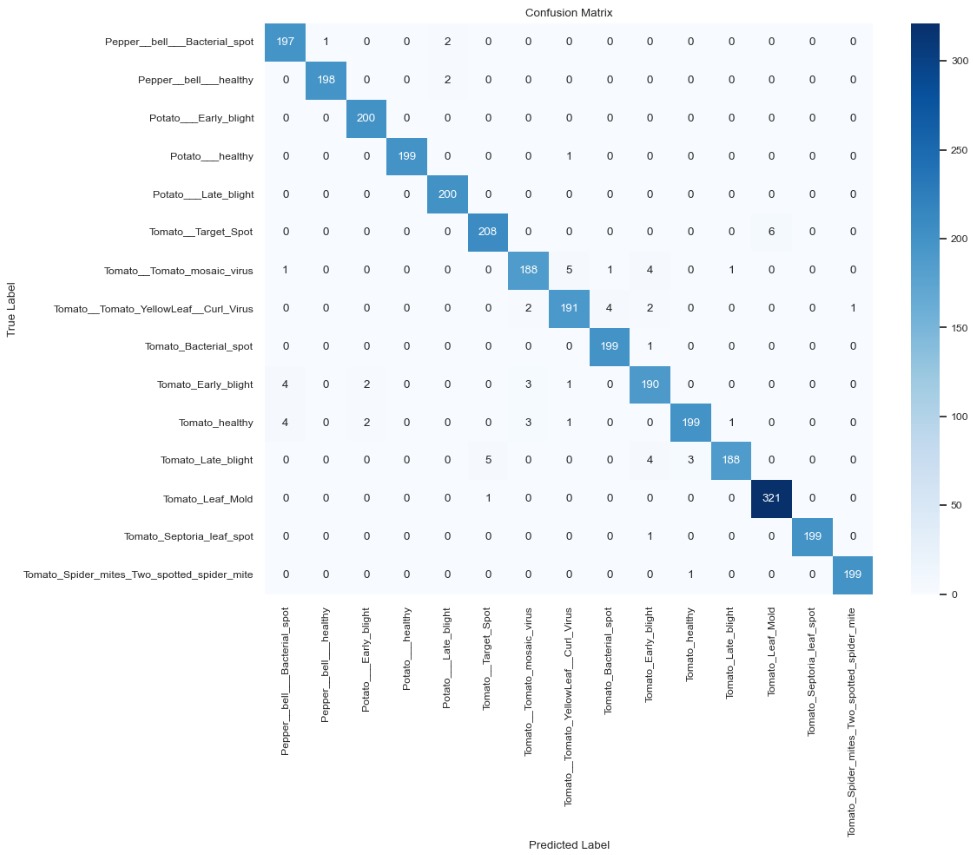 Confusion Matrix
True Label
Pepper__bell___Bacterial_spot 197 1 0 0 2 0 0 0 0 0 0 0 0 0 0
Pepper__bell___healthy 0 198 0 0 2 0 0 0 0 0 0 0 0 0 0
Potato___Early_blight 0 0 200 0 0 0 0 0 0 0 0 0 0 0 0
Potato___healthy 0 0 0 199 0 0 0 1 0 0 0 0 0 0 0
Potato___Late_blight 0 0 0 0 200 0 0 0 0 0 0 0 0 0 0
Tomato__Target_Spot 0 0 0 0 0 208 0 0 0 0 0 0 6 0 0
Tomato__Tomato_mosaic_virus 1 0 0 0 0 0 188 5 1 4 0 1 0 0 0
Tomato__Tomato_YellowLeaf__Curl_Virus 0 0 0 0 0 0 2 191 4 2 0 0 0 0 1
Tomato_Bacterial_spot 0 0 0 0 0 0 0 0 199 1 0 0 0 0 0
Tomato_Early_blight 4 0 2 0 0 0 3 1 0 190 0 0 0 0 0
Tomato_healthy 4 0 2 0 0 0 3 1 0 0 199 1 0 0 0
Tomato_Late_blight 0 0 0 0 0 5 0 0 0 4 3 188 0 0 0
Tomato_Leaf_Mold 0 0 0 0 0 1 0 0 0 0 0 0 321 0 0
Tomato_Septoria_leaf_spot 0 0 0 0 0 0 0 0 0 1 0 0 0 199 0
Tomato_Spider_mites_Two_spotted_spider_mite 0 0 0 0 0 0 0 0 0 0 1 0 0 0 199
Pepper__bell___Bacterial_spot
Pepper__bell___healthy
Potato___Early_blight
Potato___healthy
Potato___Late_blight
Tomato__Target_Spot
Tomato__Tomato_mosaic_virus
Tomato__Tomato_YellowLeaf__Curl_Virus
Tomato_Bacterial_spot
Tomato_Early_blight
Tomato_healthy
Tomato_Late_blight
Tomato_Leaf_Mold
Tomato_Septoria_leaf_spot
Tomato_Spider_mites_Two_spotted_spider_mite
Predicted Label
300
250
200
150
100
50
0